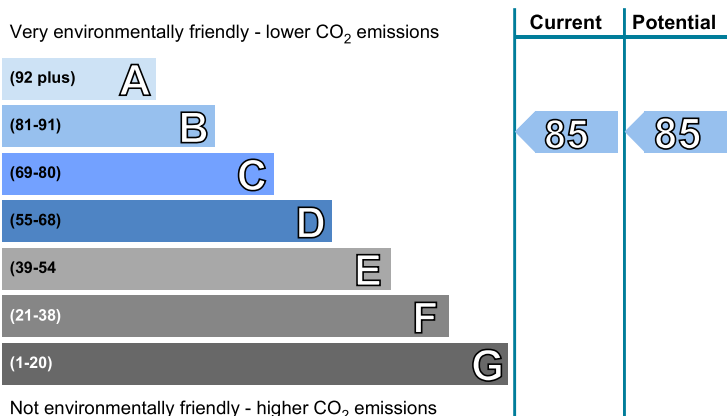 Very environmentally friendly - lower CO2 emissions
Current
Potential
(92 plus) A
(81-91) B
85
85
(69-80) C
(55-68) D
(39-54 E
(21-38) F
(1-20) G
Not environmentally friendly - higher CO2 emissions